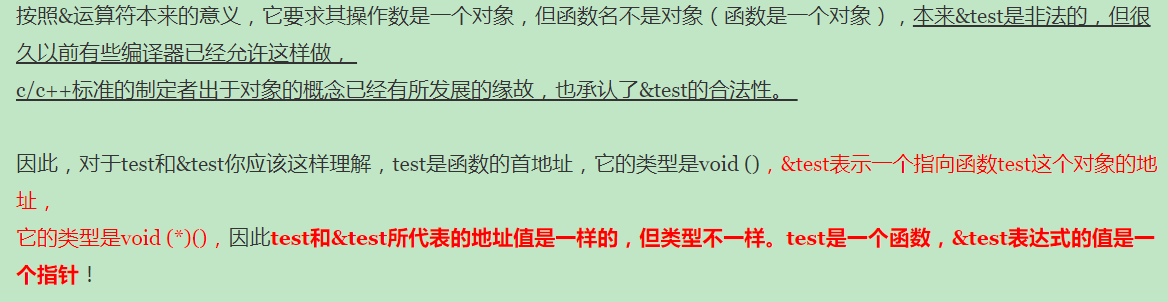 按照&运算符本来的意义，它要求其操作数是一个对象，但函数名不是对象（函数是一个对象），本来&test是非法的，但很
久以前有些编译器已经允许这样做，
c/c++标准的制定者出于对象的概念已经有所发展的缘故，也承认了&test的合法性。
因此，对于test和&test你应该这样理解，test是函数的首地址，它的类型是void ()，&test表示一个指向函数test这个对象的地
址，
它的类型是void (*)()，因此test和&test所代表的地址值是一样的，但类型不一样。test是一个函数，&test表达式的值是一
个指针！